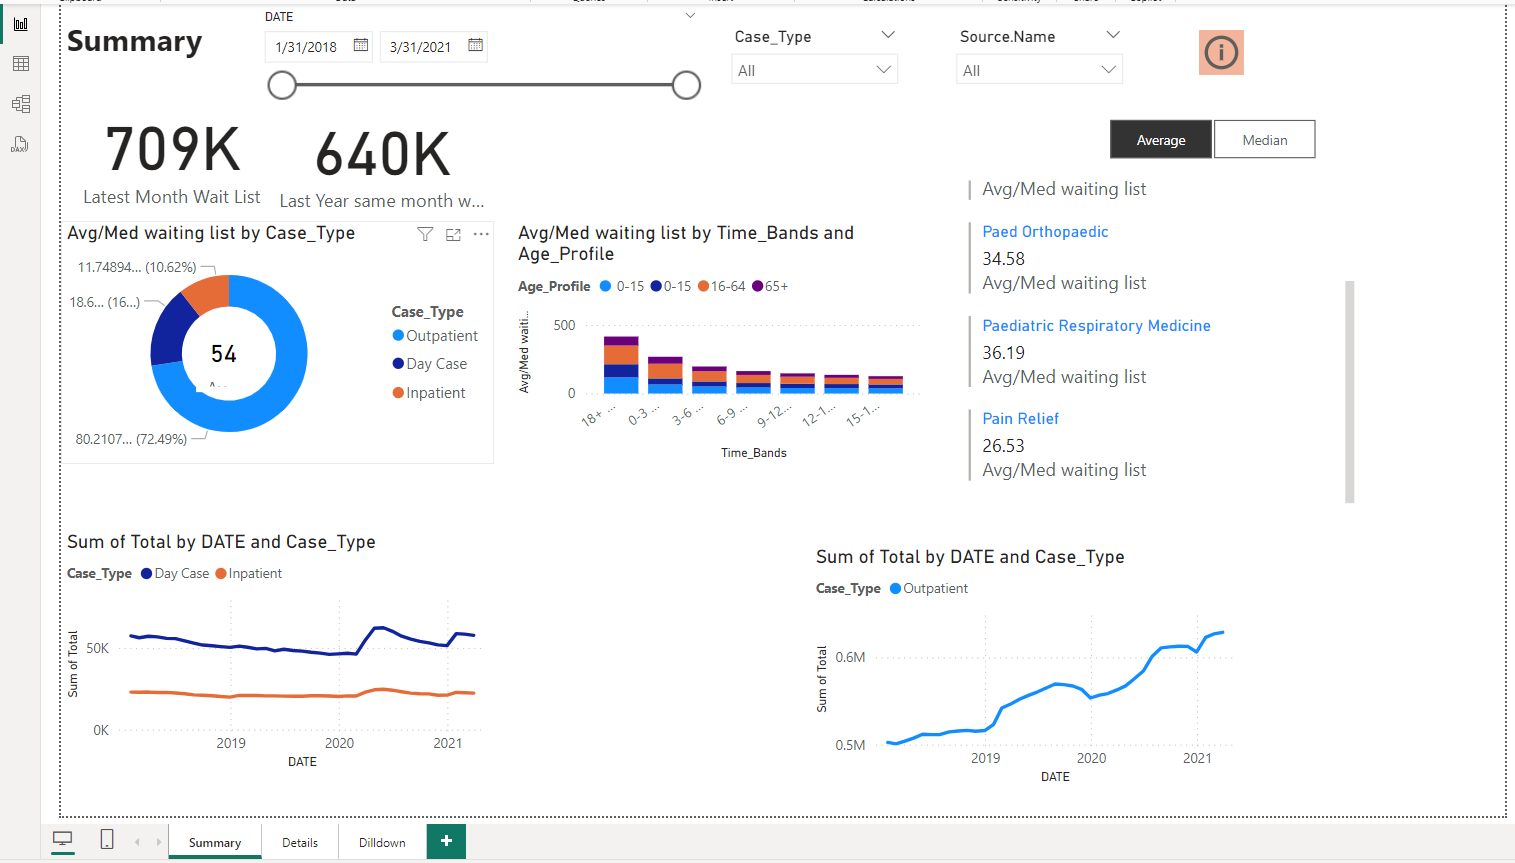 Summary
DATE
1/31/2018
3/31/2021
Case_Type
All
Source.Name
All
709K
Latest Month Wait List
640K
Last Year same month w...
Average
Median
Avg/Med waiting list
Paed Orthopaedic
34.58
Avg/Med waiting list
Paediatric Respiratory Medicine
36.19
Avg/Med waiting list
Pain Relief
26.53
Avg/Med waiting list
Avg/Med waiting list by Case_Type
11.74894... (10.62%)
18.6... (16...)
80.2107... (72.49%)
54
Case_Type
Outpatient
Day Case
Inpatient
Avg/Med waiting list by Time_Bands and
Age_Profile
Age_Profile 0-15 0-15 16-64 65+
Avg/Med waiti...
500
0
18+ ...
0-3 ...
3-6 ...
6-9 ...
9-12...
12-1...
15-1...
Time_Bands
Sum of Total by DATE and Case_Type
Case_Type Day Case Inpatient
Sum of Total
50K
0K
2019
2020
2021
DATE
Sum of Total by DATE and Case_Type
Case_Type Outpatient
Sum of Total
0.6M
0.5M
2019
2020
2021
DATE
Summary
Details
Dilldown
+